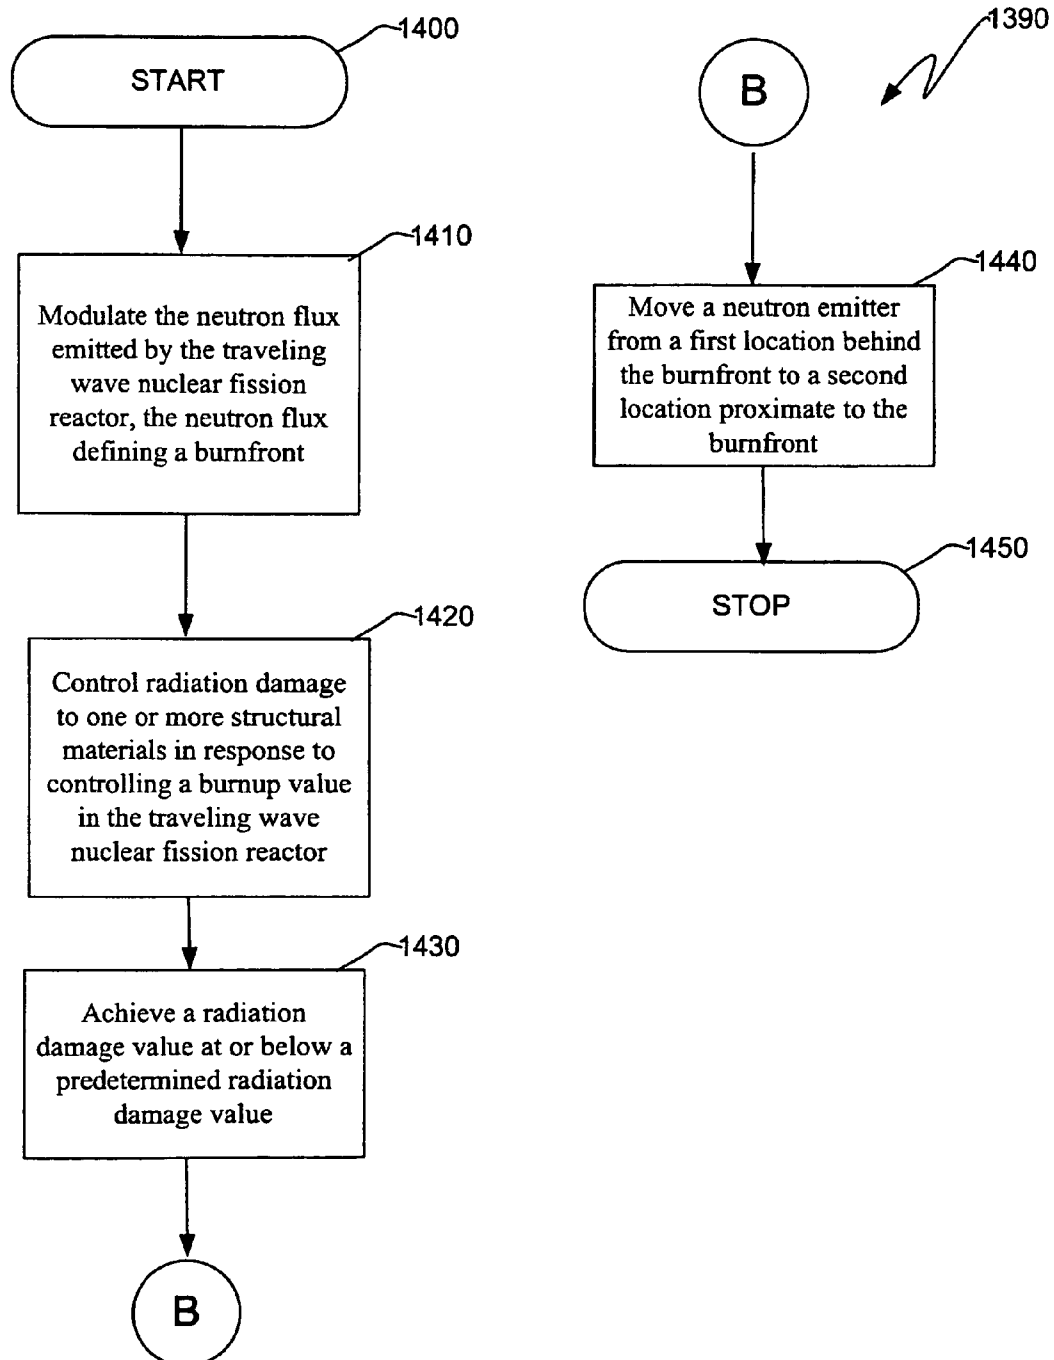 1400
START
1410
Modulate the neutron flux
emitted by the traveling
wave nuclear fission
reactor, the neutron flux
defining a burnfront
1420
Control radiation damage
to one or more structural
materials in response to
controlling a burnup value
in the traveling wave
nuclear fission reactor
1430
Achieve a radiation
damage value at or below a
predetermined radiation
damage value
B
1390
B
1440
Move a neutron emitter
from a first location behind
the burnfront to a second
location proximate to the
burnfront
1450
STOP